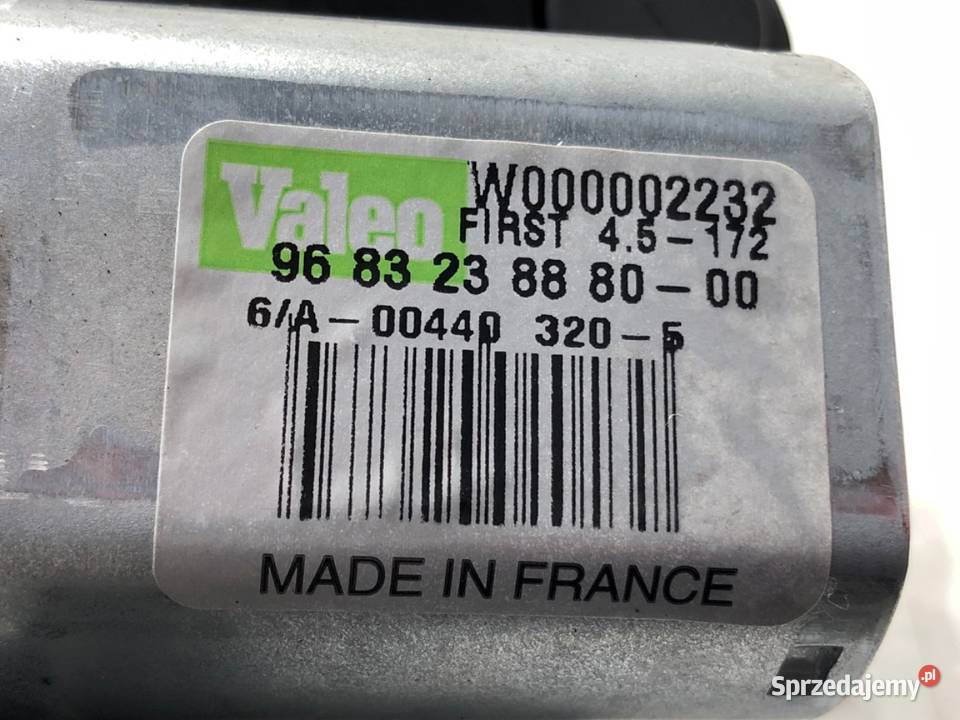 Valeo W000002232
FIRST 4.5-172
96 83 23 88 80-00
6/A-00440 320-5
MADE IN FRANCE
Sprzedajemy.pl